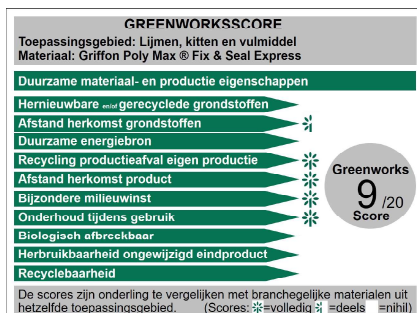 GREENWORKSSCORE
Toepassingsgebied: Lijmen, kitten en vulmiddel
Materiaal: Griffon Poly Max ® Fix & Seal Express
Duurzame materiaal- en productie eigenschappen
Hernieuwbare en/of gerecyclede grondstoffen
Afstand herkomst grondstoffen
Duurzame energiebron
Recycling productieafval eigen productie
Afstand herkomst product
Bijzondere milieuwinst
Onderhoud tijdens gebruik
Biologisch afbreekbaar
Herbruikbaarheid ongewijzigd eindproduct
Recyclebaarheid
Greenworks
9 /20
Score
De scores zijn onderling te vergelijken met branchegelijke materialen uit
hetzelfde toepassingsgebied. (Scores: =volledig =deels =nihil)